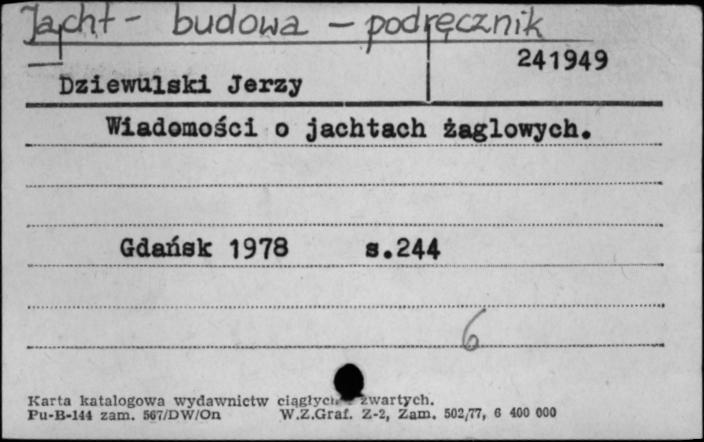 Jacht - budowa - podręcznik
241949
Dziewulski Jerzy
Wiadomości o jachtach żaglowych.
Gdańsk 1978 s.244
6
Karta katalogowa wydawnictw zwartych.
Pu-B-144 zam. 567/DW/On W.Z.Graf. Z-2, Zam. 502/77, 6 400 000